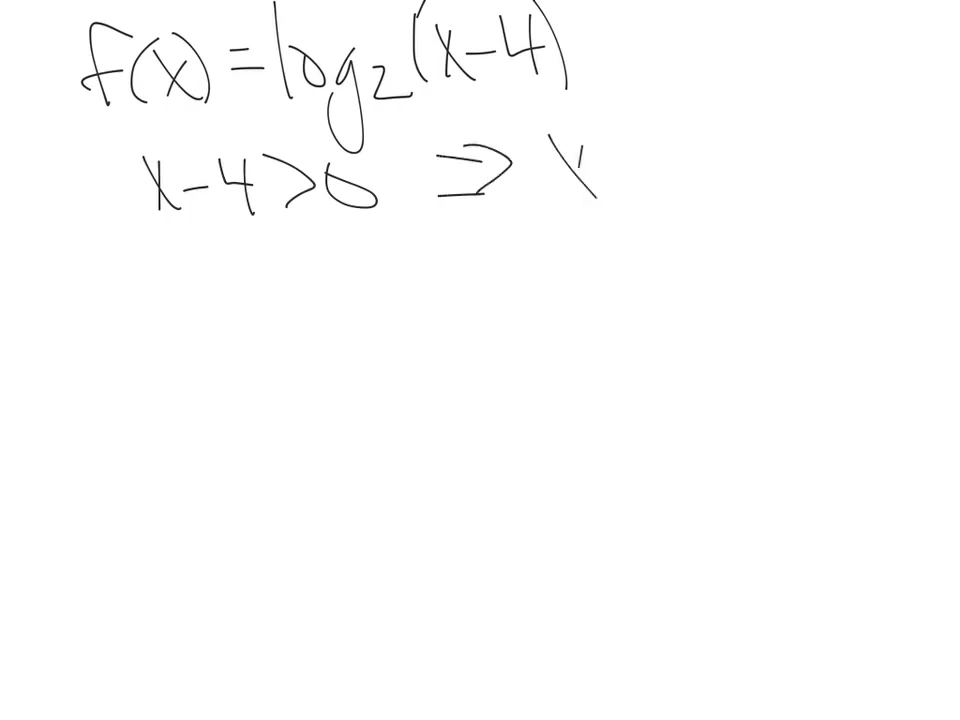 f(x) = log₂(x-4)
x-4>0 ⇒ x